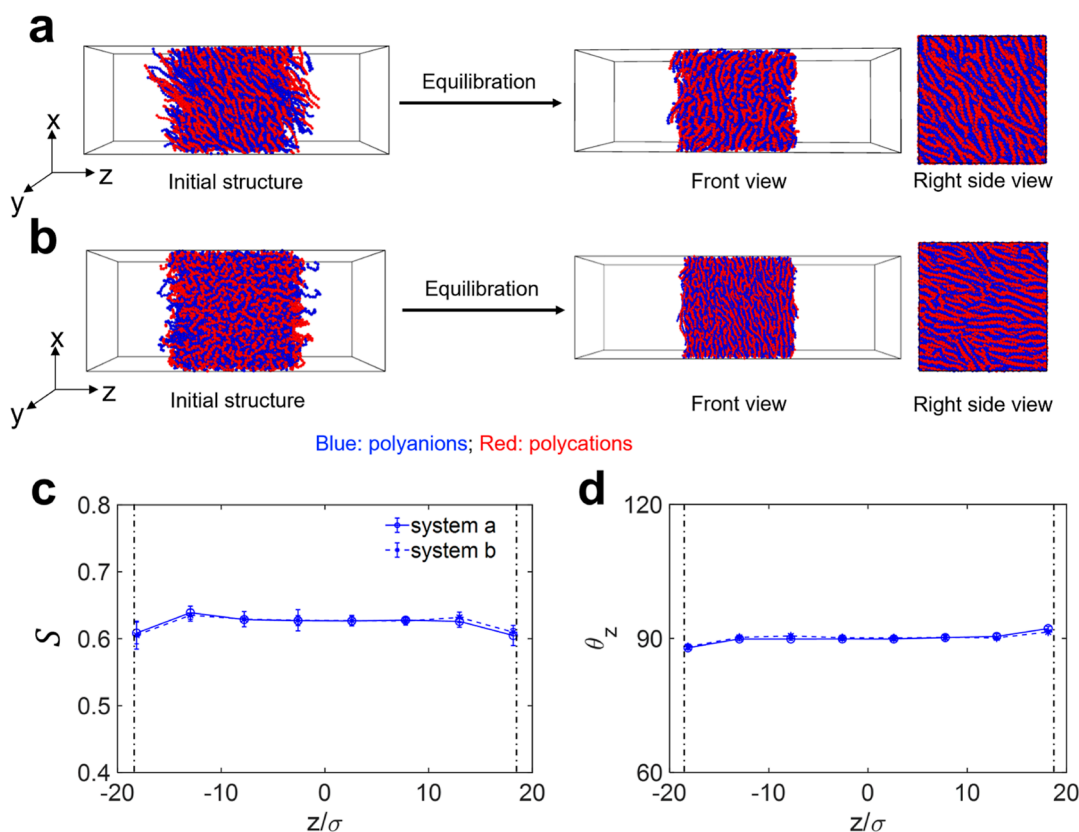 a
x
y
z
Initial structure
Equilibration
Front view
Right side view
b
x
y
z
Initial structure
Equilibration
Front view
Right side view
Blue: polyanions; Red: polycations
c
0.8
0.7
0.6
0.5
0.4
S
-20
-10
0
10
20
z/σ
system a
system b
d
120
90
60
θz
-20
-10
0
10
20
z/σ